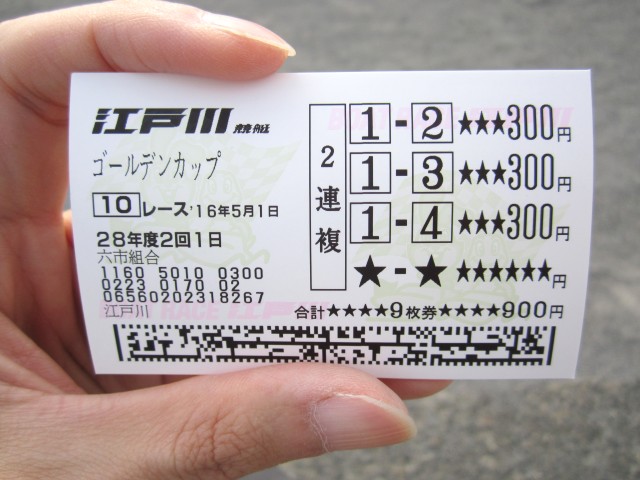 江戸川 競艇
ゴールデンカップ
10レース '16年5月1日
28年度2回1日
六市組合
1160 5010 0300
0223 0170 02
06560202318267
江戸川
2連複
1-2 ★★★300円
1-3 ★★★300円
1-4 ★★★300円
★-★ ★★★★★★円
合計★★★★9枚券★★★★900円